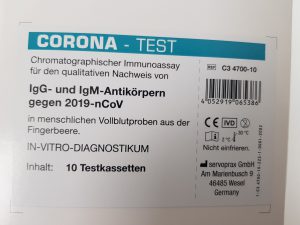 CORONA - TEST
Chromatographischer Immunoassay
für den qualitativen Nachweis von
IgG- und IgM-Antikörpern
gegen 2019-nCoV
in menschlichen Vollblutproben aus der
Fingerbeere.
IN-VITRO-DIAGNOSTIKUM
Inhalt: 10 Testkassetten
REF C3 4700-10
4 052919 065386
CE IVD
2°C
30°C
Nicht einfrieren.
servoprax GmbH
Am Marienbusch 9
46485 Wesel
Germany